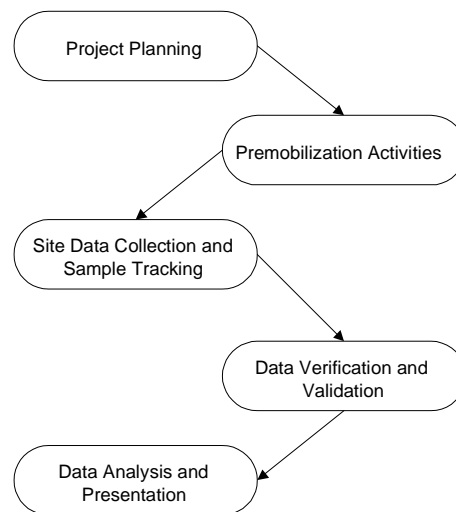 Project Planning
Premobilization Activities
Site Data Collection and
Sample Tracking
Data Verification and
Validation
Data Analysis and
Presentation